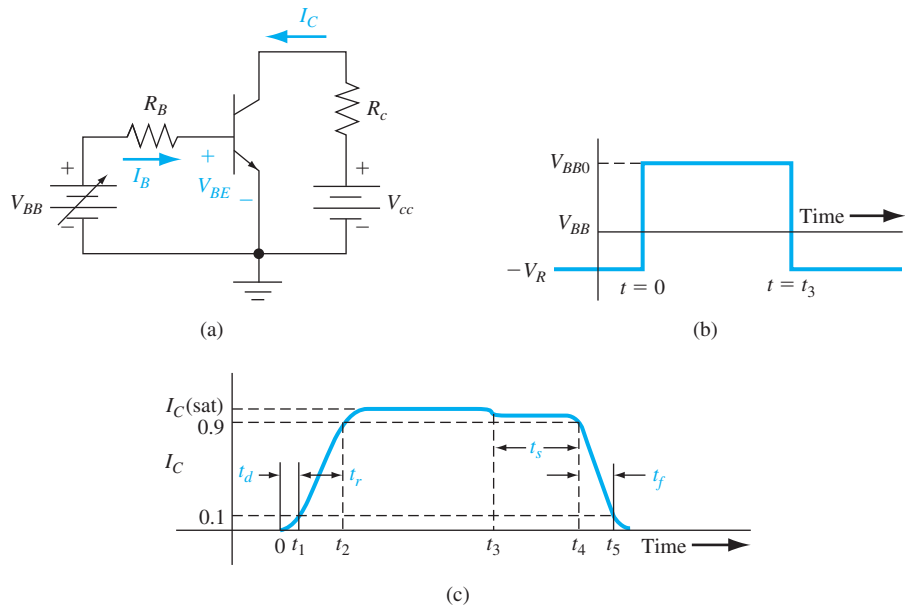 I_C
R_B
R_c
+
I_B
+
V_BE
−
+
V_BB
−
+
V_cc
−
(a)
V_BB0
V_BB
Time
−V_R
t = 0
t = t_3
(b)
I_C(sat)
0.9
I_C
t_d
t_r
t_s
t_f
0.1
0 t_1 t_2 t_3 t_4 t_5 Time
(c)